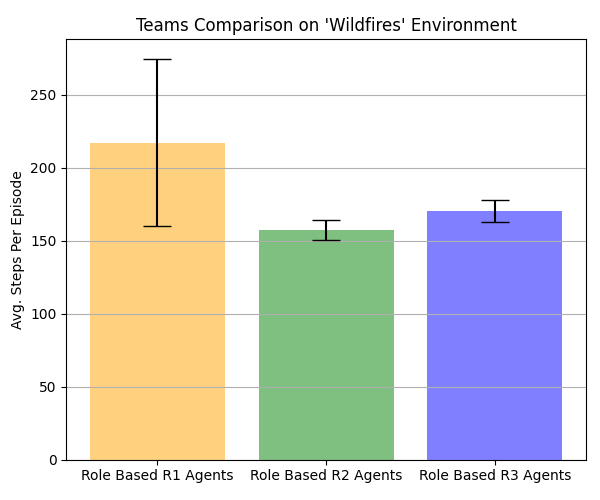 Teams Comparison on 'Wildfires' Environment
Avg. Steps Per Episode
250
200
150
100
50
0
Role Based R1 Agents
Role Based R2 Agents
Role Based R3 Agents